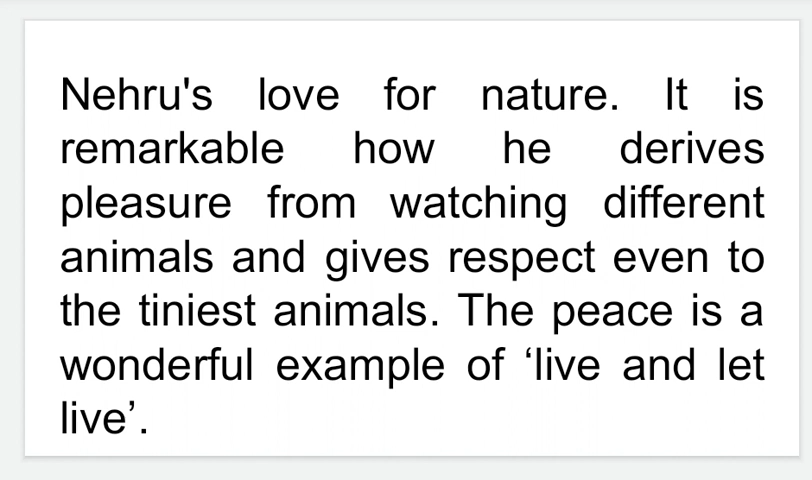 Nehru's love for nature. It is
remarkable how he derives
pleasure from watching different
animals and gives respect even to
the tiniest animals. The peace is a
wonderful example of ‘live and let
live’.